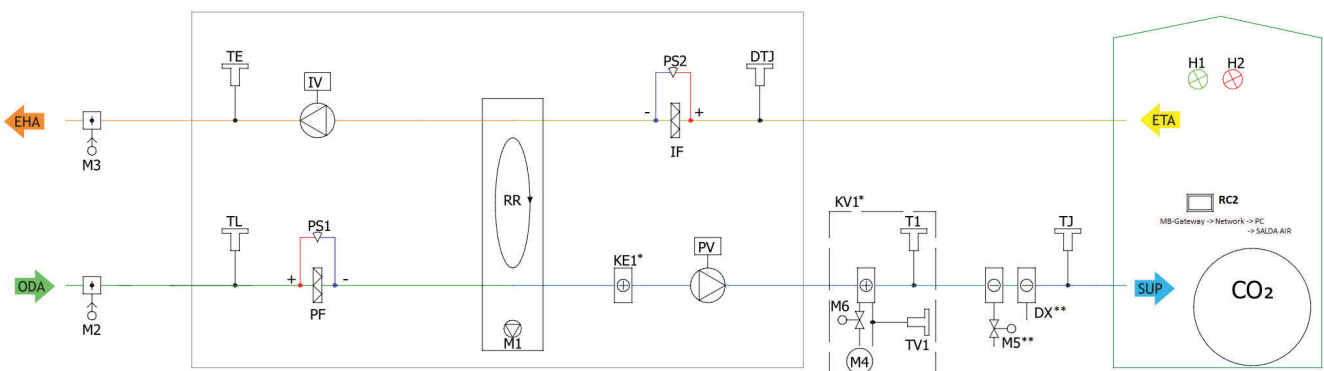 TE
IV
PS2
DTJ
H1 H2
EHA
- +
ETA
M3
IF
RR
RC2
MB-Gateway -> Network -> PC
-> SALDA AIR
TL
PS1
KV1*
T1
TJ
KE1*
PV
+ -
ODA
SUP
CO₂
M2
PF
M1
M6
DX**
M5**
TV1
M4